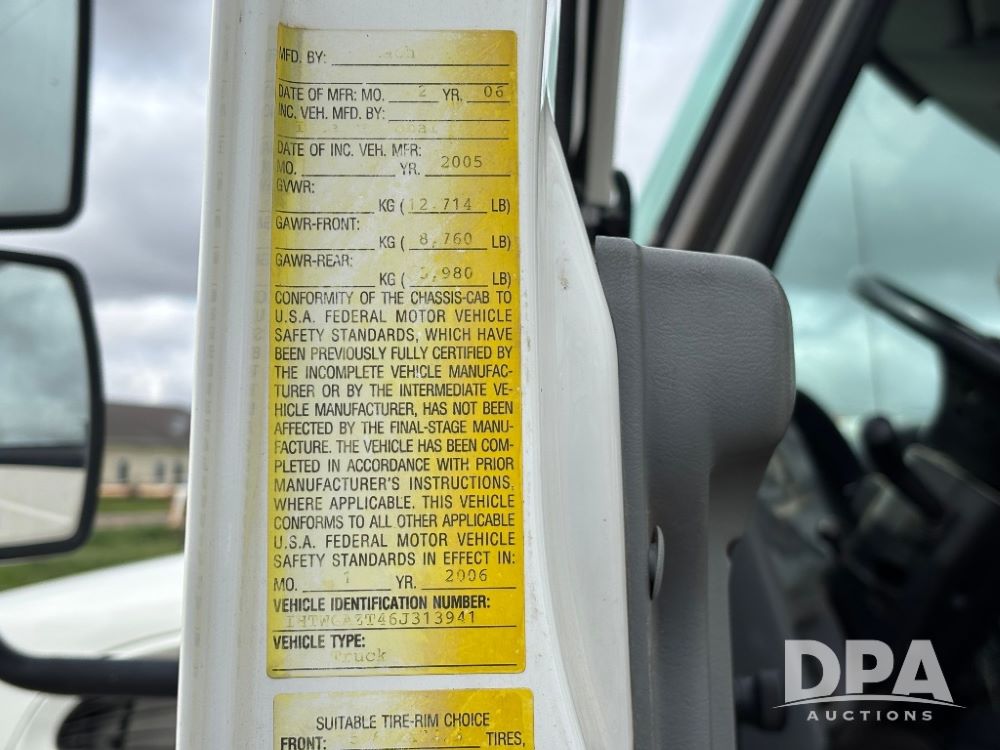 MFD. BY:
DATE OF MFR: MO. 2 YR. 06
INC. VEH. MFD. BY:
DATE OF INC. VEH. MFR:
MO. YR. 2005
GVWR:
KG (12,714 LB)
GAWR-FRONT:
KG (8,760 LB)
GAWR-REAR:
KG ( LB)
CONFORMITY OF THE CHASSIS-CAB TO
U.S.A. FEDERAL MOTOR VEHICLE
SAFETY STANDARDS, WHICH HAVE
BEEN PREVIOUSLY FULLY CERTIFIED BY
THE INCOMPLETE VEHICLE MANUFAC-
TURER OR BY THE INTERMEDIATE VE-
HICLE MANUFACTURER, HAS NOT BEEN
AFFECTED BY THE FINAL-STAGE MANU-
FACTURE. THE VEHICLE HAS BEEN COM-
PLETED IN ACCORDANCE WITH PRIOR
MANUFACTURER'S INSTRUCTIONS,
WHERE APPLICABLE. THIS VEHICLE
CONFORMS TO ALL OTHER APPLICABLE
U.S.A. FEDERAL MOTOR VEHICLE
SAFETY STANDARDS IN EFFECT IN:
MO. 1 YR. 2006
VEHICLE IDENTIFICATION NUMBER:
VEHICLE TYPE:
Truck
SUITABLE TIRE-RIM CHOICE
FRONT: TIRES,
DPA
AUCTIONS